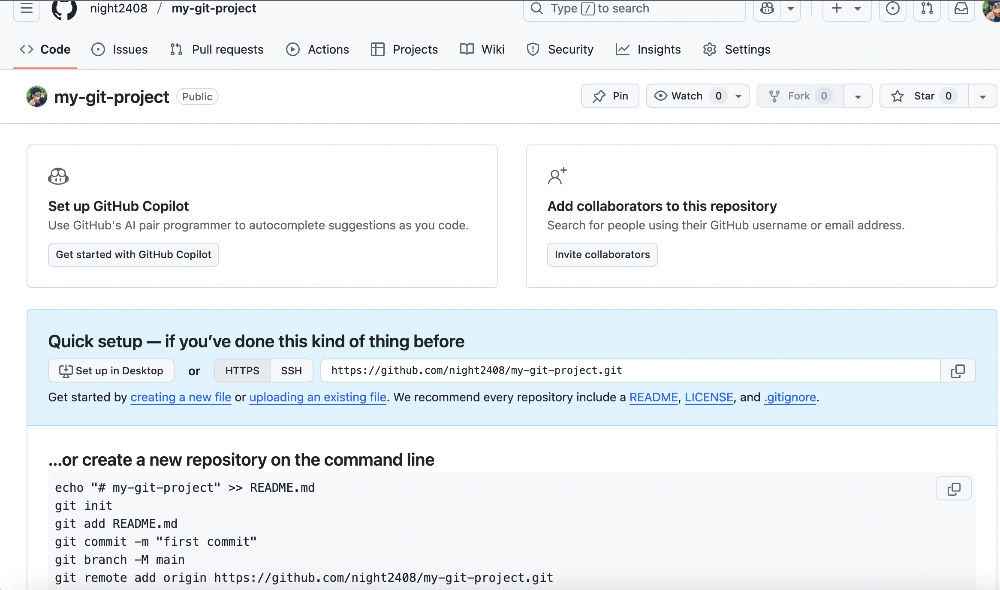 night2408 / my-git-project
Type / to search
Code Issues Pull requests Actions Projects Wiki Security Insights Settings
my-git-project Public
Pin Watch 0 Fork 0 Star 0
Set up GitHub Copilot
Use GitHub's AI pair programmer to autocomplete suggestions as you code.
Get started with GitHub Copilot
Add collaborators to this repository
Search for people using their GitHub username or email address.
Invite collaborators
Quick setup — if you’ve done this kind of thing before
Set up in Desktop or HTTPS SSH https://github.com/night2408/my-git-project.git
Get started by creating a new file or uploading an existing file. We recommend every repository include a README, LICENSE, and .gitignore.
…or create a new repository on the command line
echo "# my-git-project" >> README.md
git init
git add README.md
git commit -m "first commit"
git branch -M main
git remote add origin https://github.com/night2408/my-git-project.git